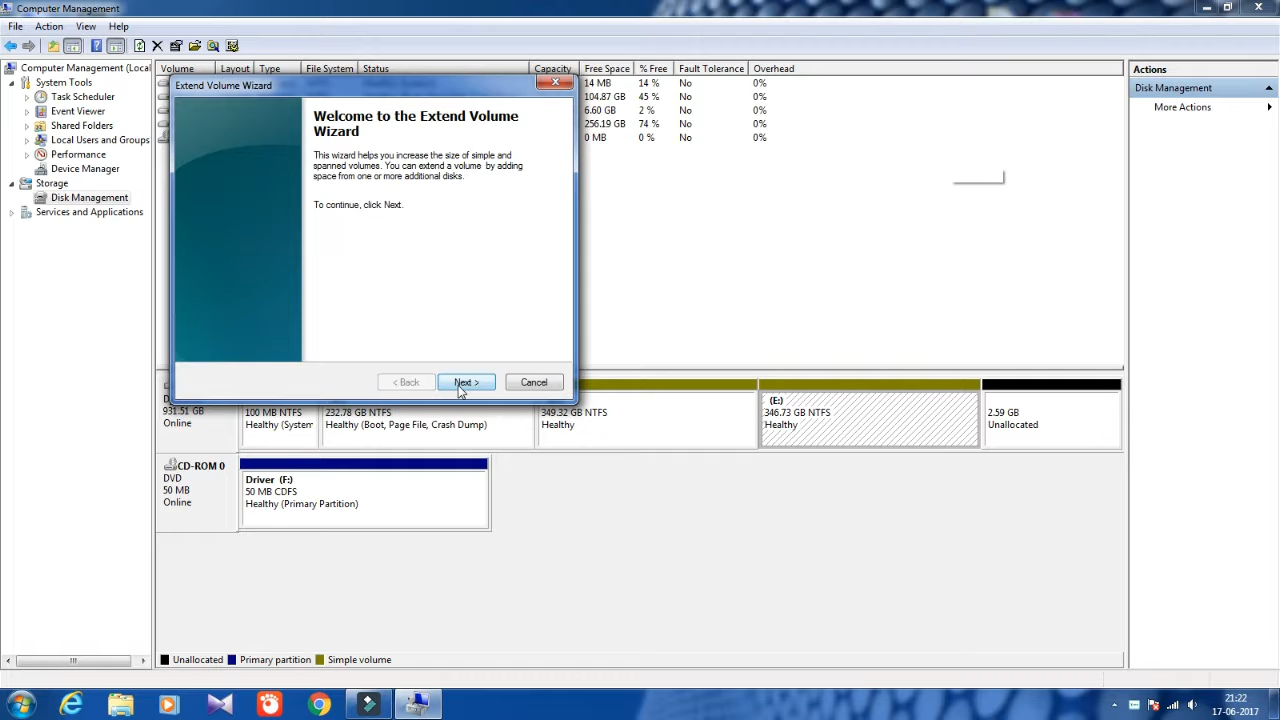 Computer Management
File Action View Help
Computer Management (Local
System Tools
Task Scheduler
Event Viewer
Shared Folders
Local Users and Groups
Performance
Device Manager
Storage
Disk Management
Services and Applications
Volume Layout Type File System Status Capacity Free Space % Free Fault Tolerance Overhead
14 MB 14 % No 0%
104.87 GB 45 % No 0%
6.60 GB 2 % No 0%
256.19 GB 74 % No 0%
0 MB 0 % No 0%
Extend Volume Wizard
Welcome to the Extend Volume
Wizard
This wizard helps you increase the size of simple and
spanned volumes. You can extend a volume by adding
space from one or more additional disks.
To continue, click Next.
< Back Next > Cancel
Actions
Disk Management
More Actions
931.51 GB
Online
100 MB NTFS
Healthy (System
232.78 GB NTFS
Healthy (Boot, Page File, Crash Dump)
349.32 GB NTFS
Healthy
(E:)
346.73 GB NTFS
Healthy
2.59 GB
Unallocated
CD-ROM 0
DVD
50 MB
Online
Driver (F:)
50 MB CDFS
Healthy (Primary Partition)
Unallocated Primary partition Simple volume
21:22
17-06-2017